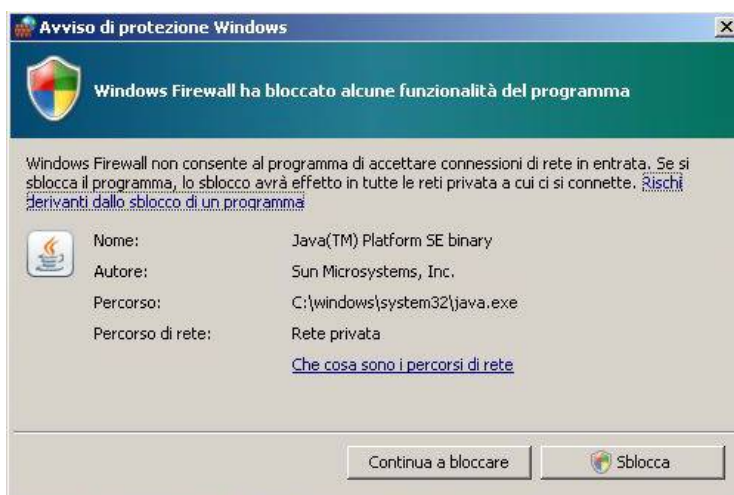 Avviso di protezione Windows
Windows Firewall ha bloccato alcune funzionalità del programma
Windows Firewall non consente al programma di accettare connessioni di rete in entrata. Se si
sblocca il programma, lo sblocco avrà effetto in tutte le reti privata a cui ci si connette. Rischi
derivanti dallo sblocco di un programma
Nome: Java(TM) Platform SE binary
Autore: Sun Microsystems, Inc.
Percorso: C:\windows\system32\java.exe
Percorso di rete: Rete privata
Che cosa sono i percorsi di rete
Continua a bloccare Sblocca